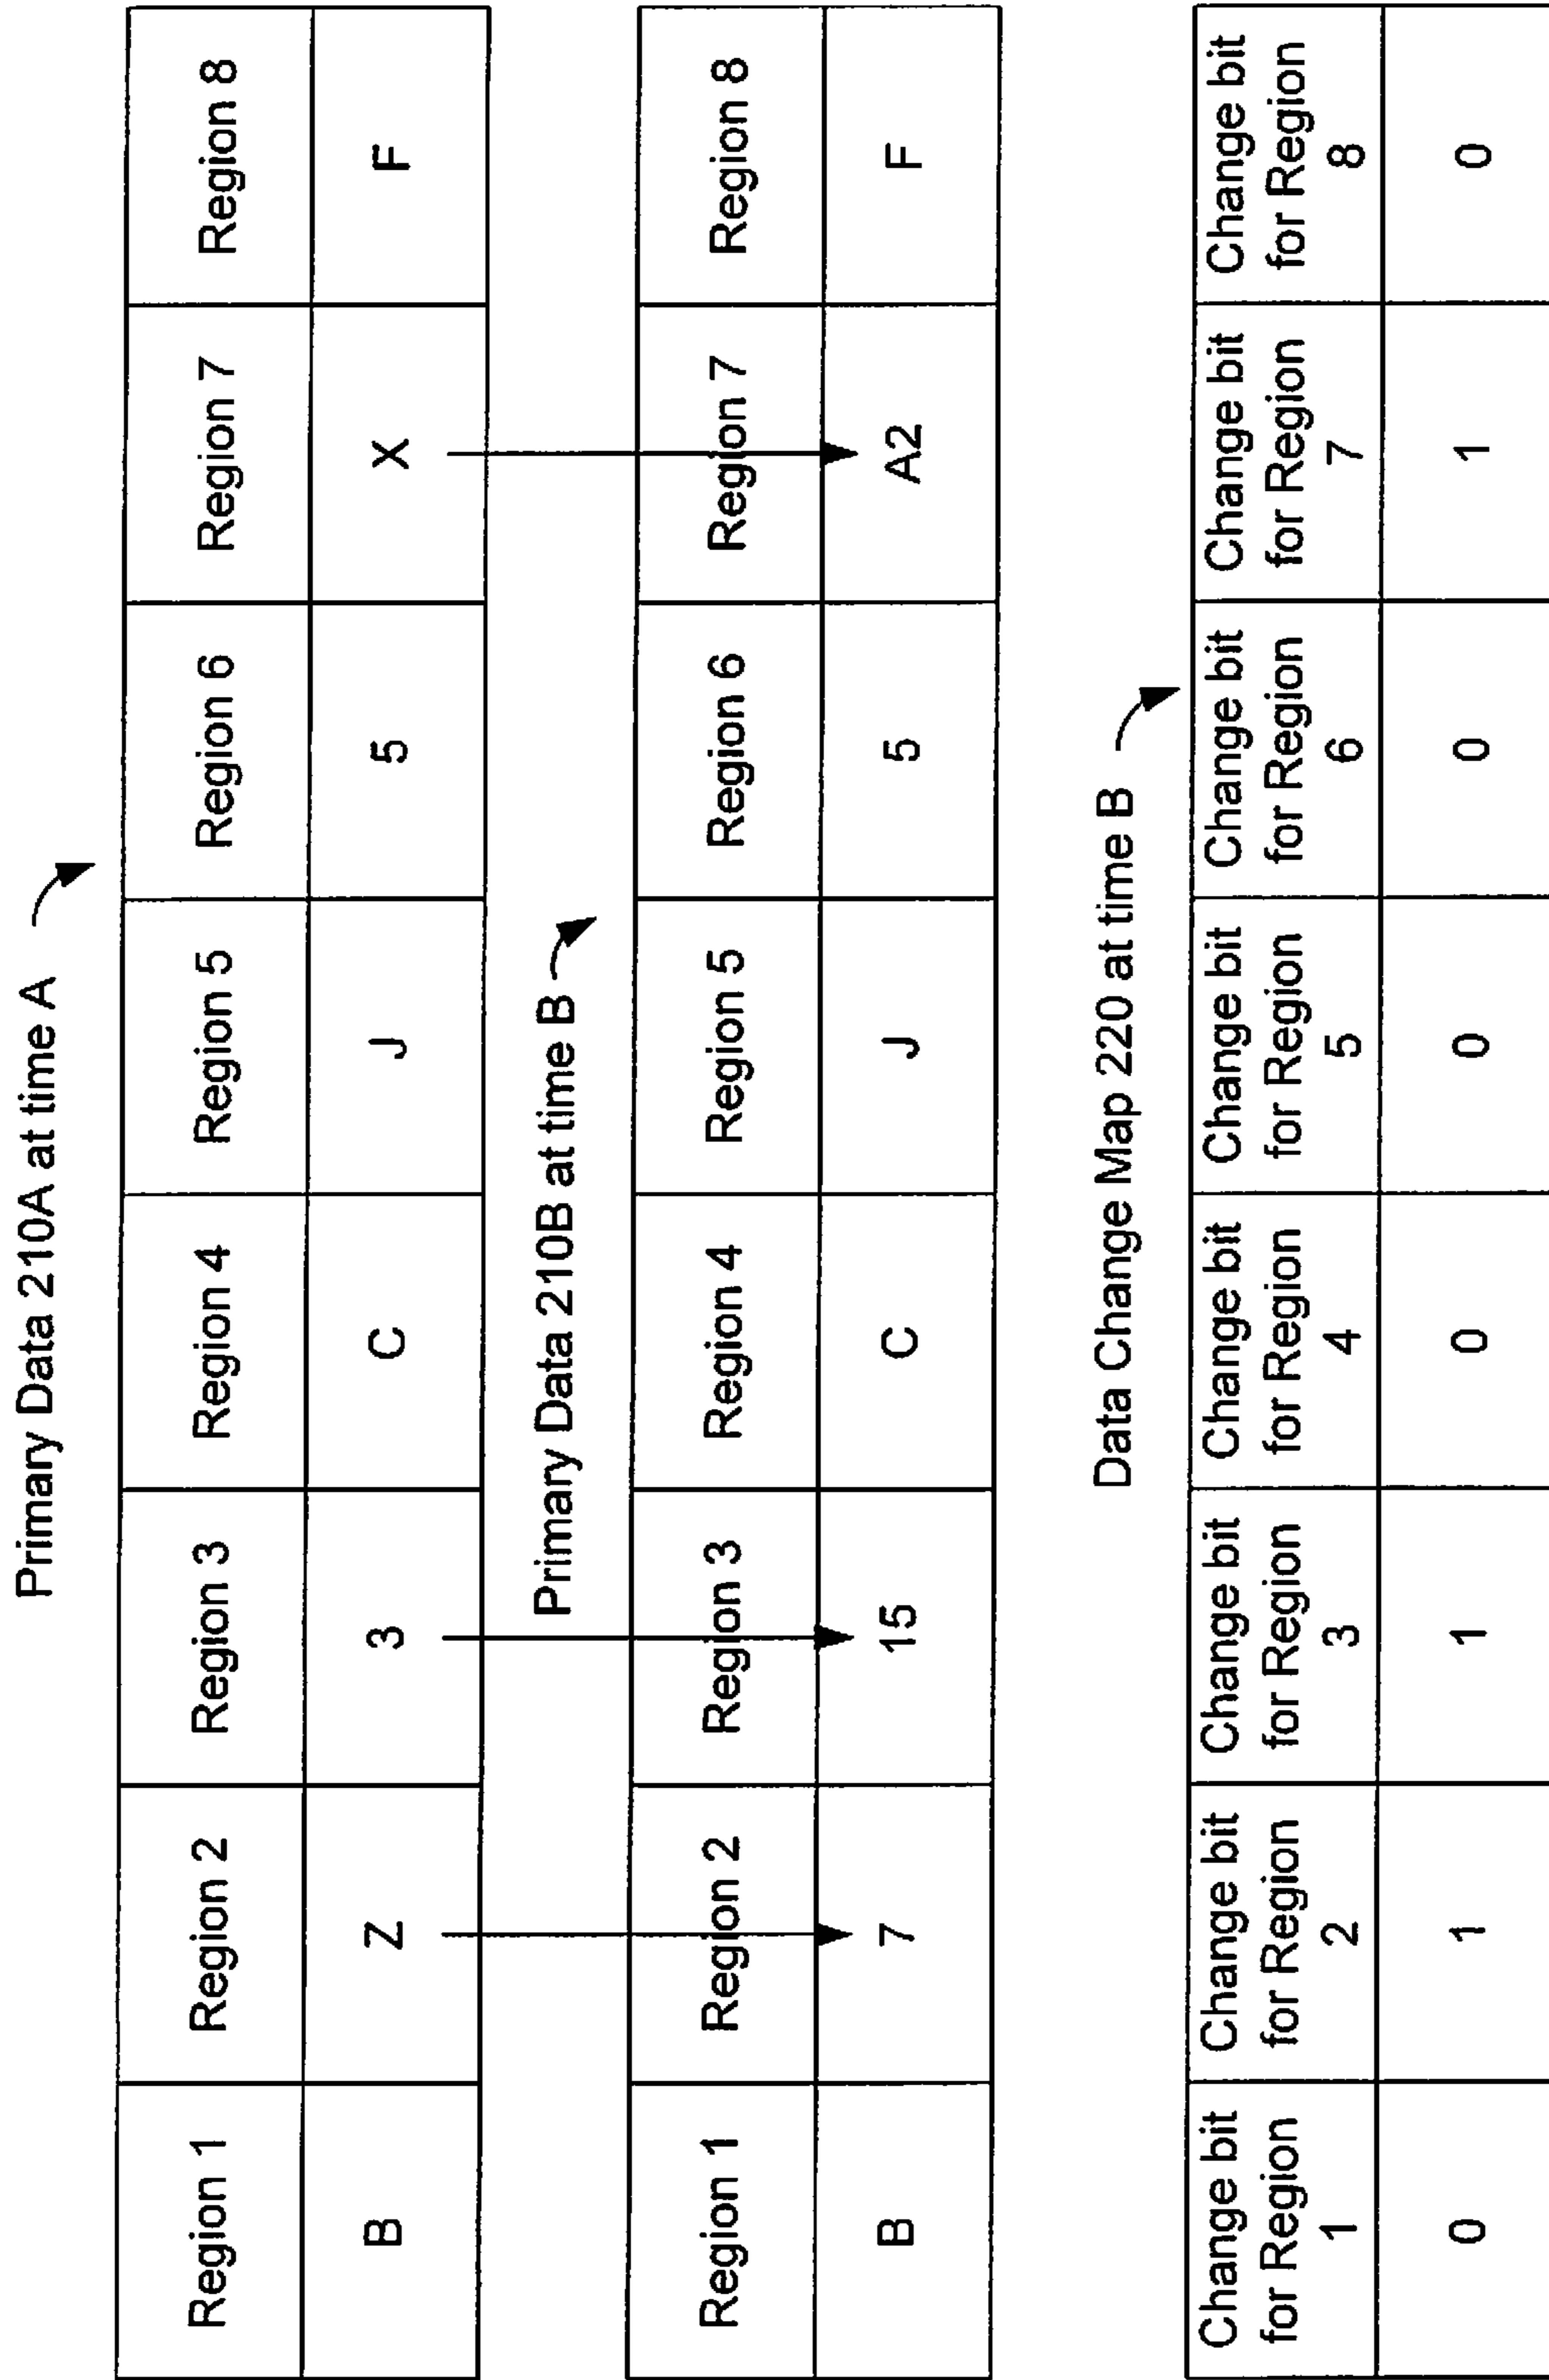 Primary Data 210A at time A
Region 1 Region 2 Region 3 Region 4 Region 5 Region 6 Region 7 Region 8
B Z 3 C J 5 X F
Primary Data 210B at time B
Region 1 Region 2 Region 3 Region 4 Region 5 Region 6 Region 7 Region 8
B 7 15 C J 5 A2 F
Data Change Map 220 at time B
Change bit Change bit Change bit Change bit Change bit Change bit Change bit Change bit
for Region for Region for Region for Region for Region for Region for Region for Region
1 2 3 4 5 6 7 8
0 1 1 0 0 0 1 0